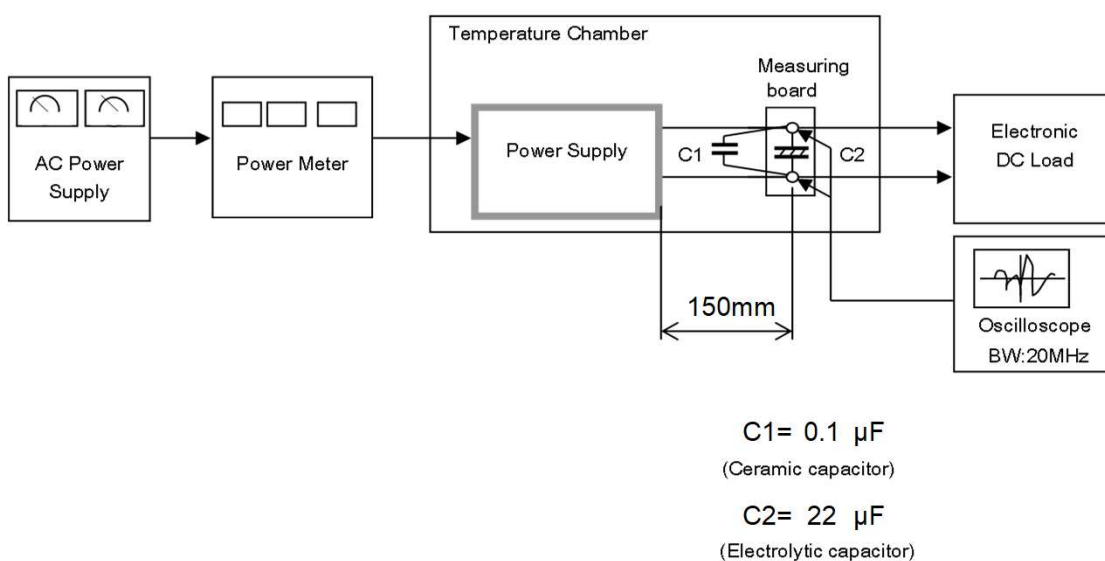 Temperature Chamber
Measuring
board
AC Power
Supply
Power Meter
Power Supply
C1
C2
Electronic
DC Load
150mm
Oscilloscope
BW:20MHz
C1= 0.1 µF
(Ceramic capacitor)
C2= 22 µF
(Electrolytic capacitor)